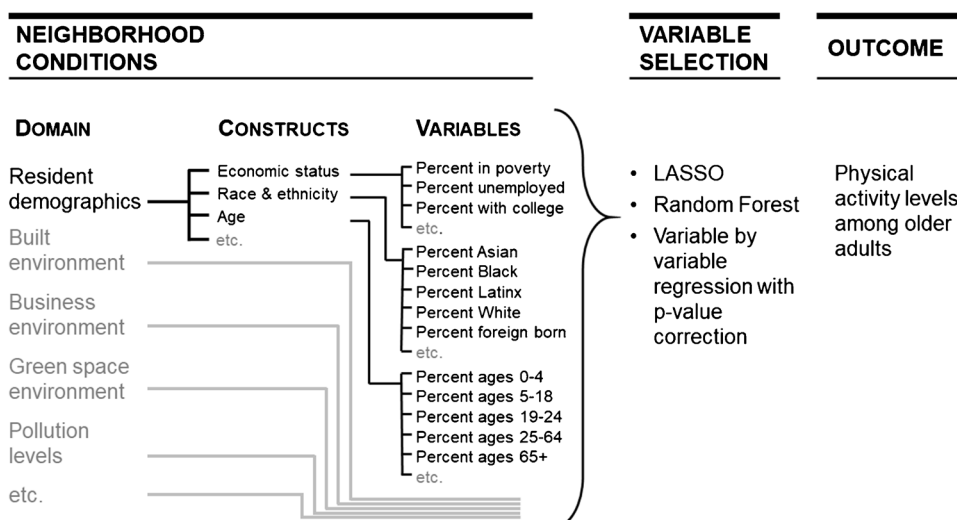 NEIGHBORHOOD
CONDITIONS
VARIABLE
SELECTION
OUTCOME
DOMAIN
CONSTRUCTS
VARIABLES
Resident
demographics
Built
environment
Business
environment
Green space
environment
Pollution
levels
etc.
Economic status
Race & ethnicity
Age
etc.
Percent in poverty
Percent unemployed
Percent with college
etc.
Percent Asian
Percent Black
Percent Latinx
Percent White
Percent foreign born
etc.
Percent ages 0-4
Percent ages 5-18
Percent ages 19-24
Percent ages 25-64
Percent ages 65+
etc.
• LASSO
• Random Forest
• Variable by
variable
regression with
p-value
correction
Physical
activity levels
among older
adults